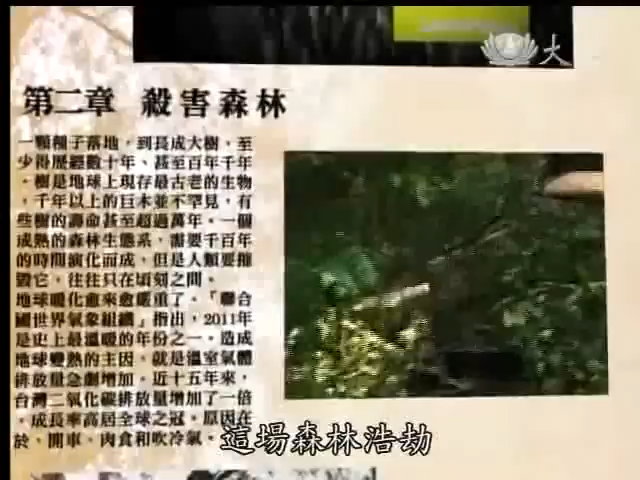 大
第二章 殺害森林
一顆種子落地，到長成大樹，至
少得歷經數十年、甚至百年千年
，樹是地球上現存最古老的生物
，千年以上的巨木並不罕見，有
些樹的壽命甚至超過萬年。一個
成熟的森林生態系，需要千百年
的時間演化而成，但是人類要摧
毀它，往往只在頃刻之間。
地球暖化愈來愈嚴重了，「聯合
國世界氣象組織」指出，2011年
是史上最溫暖的年份之一。造成
地球變熱的主因，就是溫室氣體
排放量急劇增加。近十五年來，
台灣二氧化碳排放量增加了一倍
，成長率高居全球之冠。原因在
於，開車、肉食和吹冷氣。
這場森林浩劫